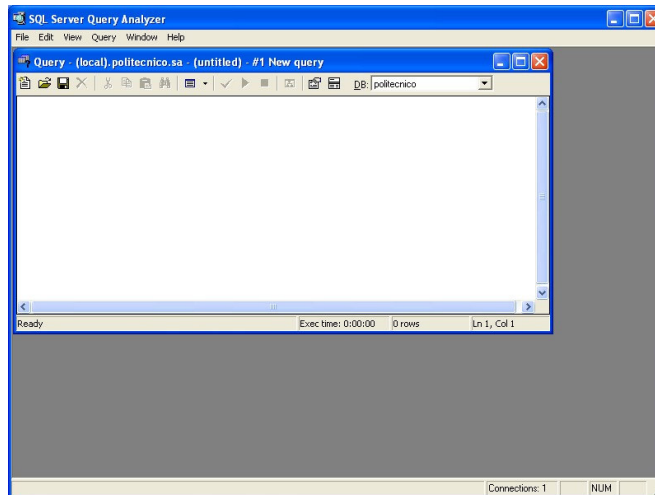 SQL Server Query Analyzer
File Edit View Query Window Help
Query - (local).politecnico.sa - (untitled) - #1 New query
DB: politecnico
Ready Exec time: 0:00:00 0 rows Ln 1, Col 1
Connections: 1 NUM